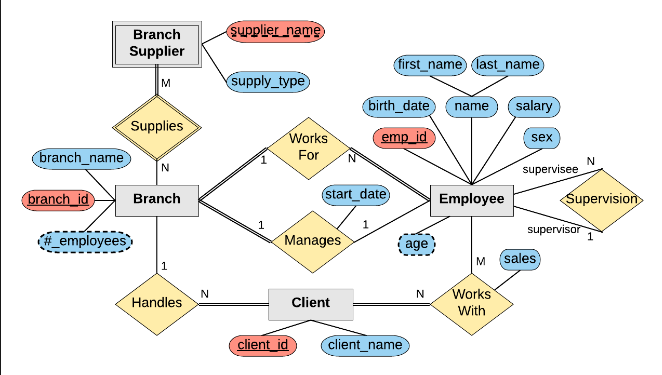 Branch
Supplier
supplier_name
supply_type
M
Supplies
N
first_name
last_name
birth_date
name
salary
emp_id
sex
branch_name
branch_id
#_employees
Branch
1
Works
For
N
1
Manages
1
start_date
Employee
age
supervisee
N
Supervision
supervisor
1
1
Handles
N
Client
N
M
Works
With
sales
client_id
client_name